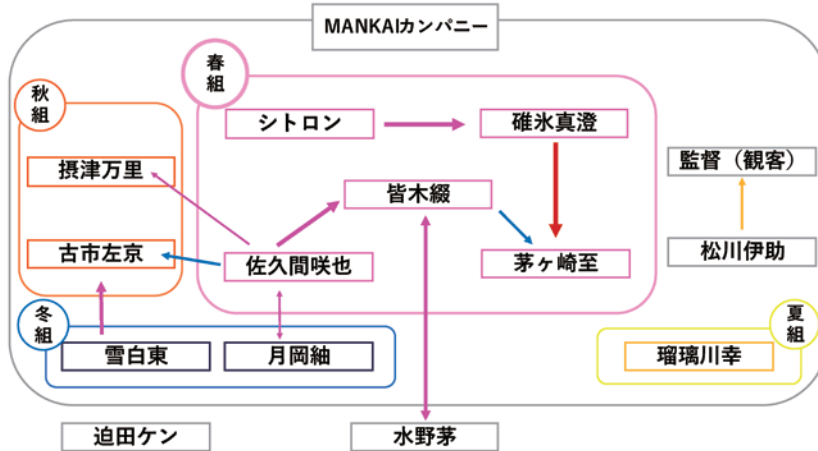 MANKAIカンパニー
春
組
秋
組
シトロン
碓氷真澄
摂津万里
皆木綴
監督（観客）
古市左京
佐久間咲也
茅ヶ崎至
松川伊助
冬
組
夏
組
雪白東
月岡紬
瑠璃川幸
迫田ケン
水野茅